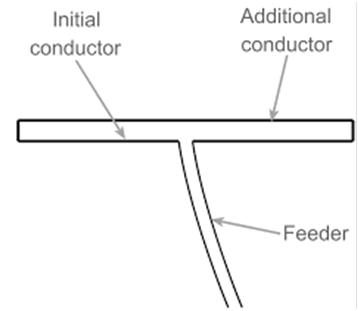 Initial
conductor
Additional
conductor
Feeder